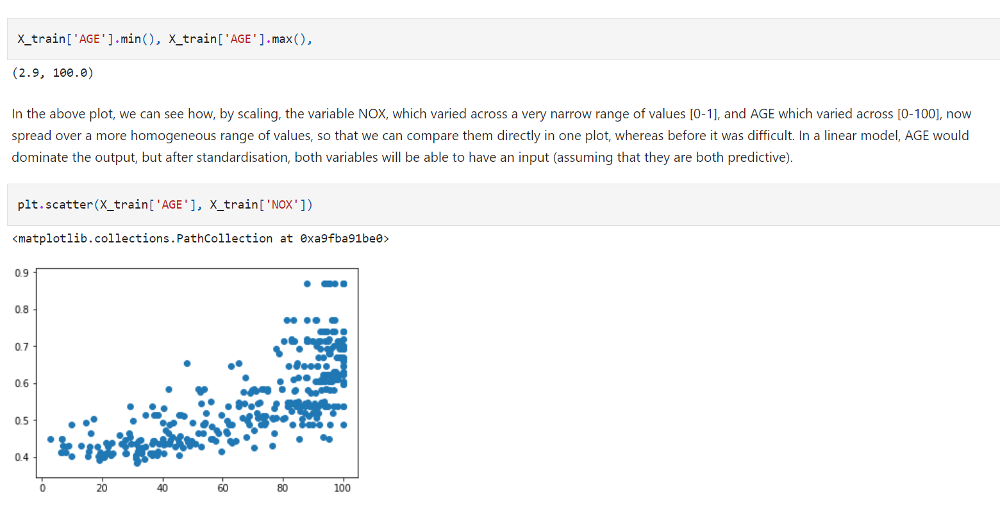 X_train['AGE'].min(), X_train['AGE'].max(),
(2.9, 100.0)
In the above plot, we can see how, by scaling, the variable NOX, which varied across a very narrow range of values [0-1], and AGE which varied across [0-100], now
spread over a more homogeneous range of values, so that we can compare them directly in one plot, whereas before it was difficult. In a linear model, AGE would
dominate the output, but after standardisation, both variables will be able to have an input (assuming that they are both predictive).
plt.scatter(X_train['AGE'], X_train['NOX'])
<matplotlib.collections.PathCollection at 0xa9fba91be0>
0.9
0.8
0.7
0.6
0.5
0.4
0 20 40 60 80 100